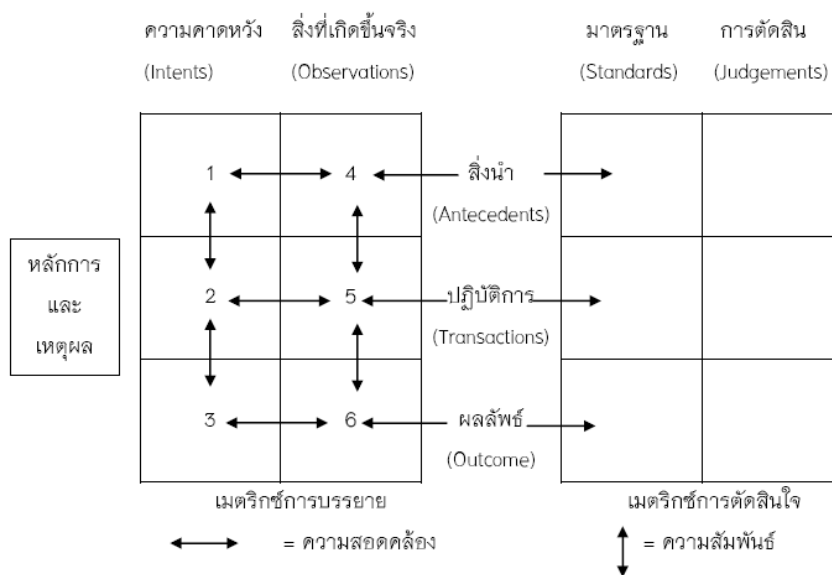 ความคาดหวัง สิ่งที่เกิดขึ้นจริง มาตรฐาน การตัดสิน
(Intents) (Observations) (Standards) (Judgements)
1 4 สิ่งนำ
(Antecedents)
หลักการ
และ
เหตุผล
2 5 ปฏิบัติการ
(Transactions)
3 6 ผลลัพธ์
(Outcome)
เมตริกซ์การบรรยาย เมตริกซ์การตัดสินใจ
= ความสอดคล้อง = ความสัมพันธ์